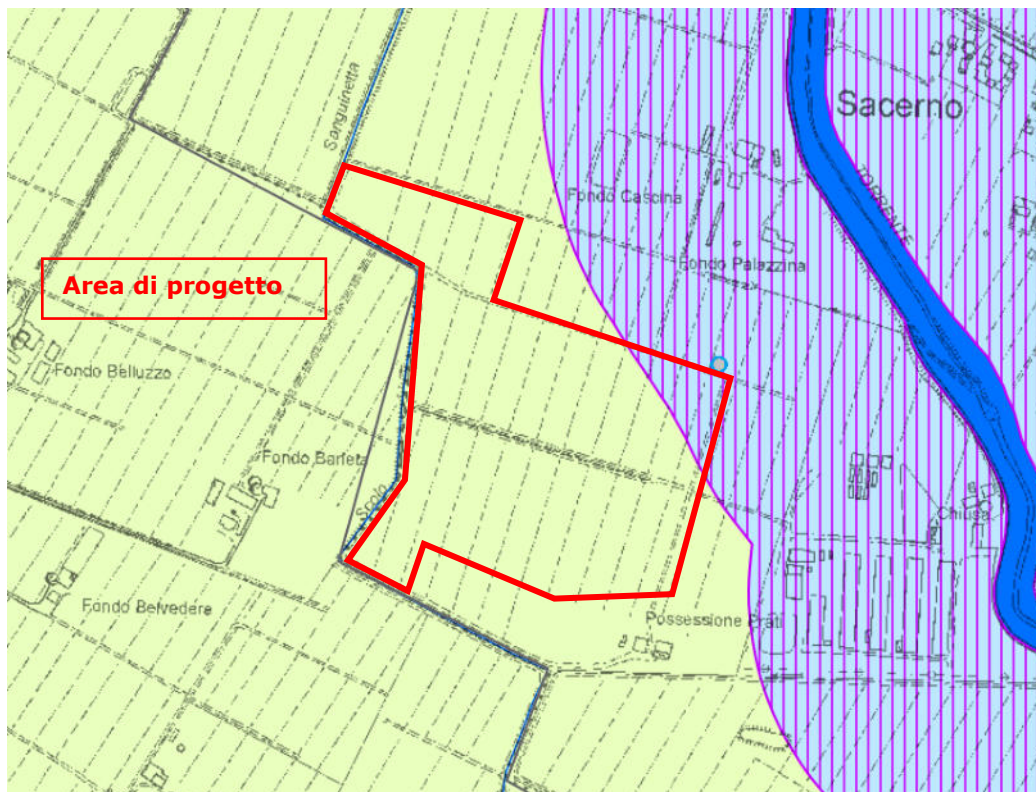 Sanguinetta
Sacerno
TORRENTE
Fondo Cascina
Fondo Palazzina
Area di progetto
Fondo Belluzzo
Fondo Barleta
Scolo
Chiusa
Fondo Belvedere
Possessione Prati